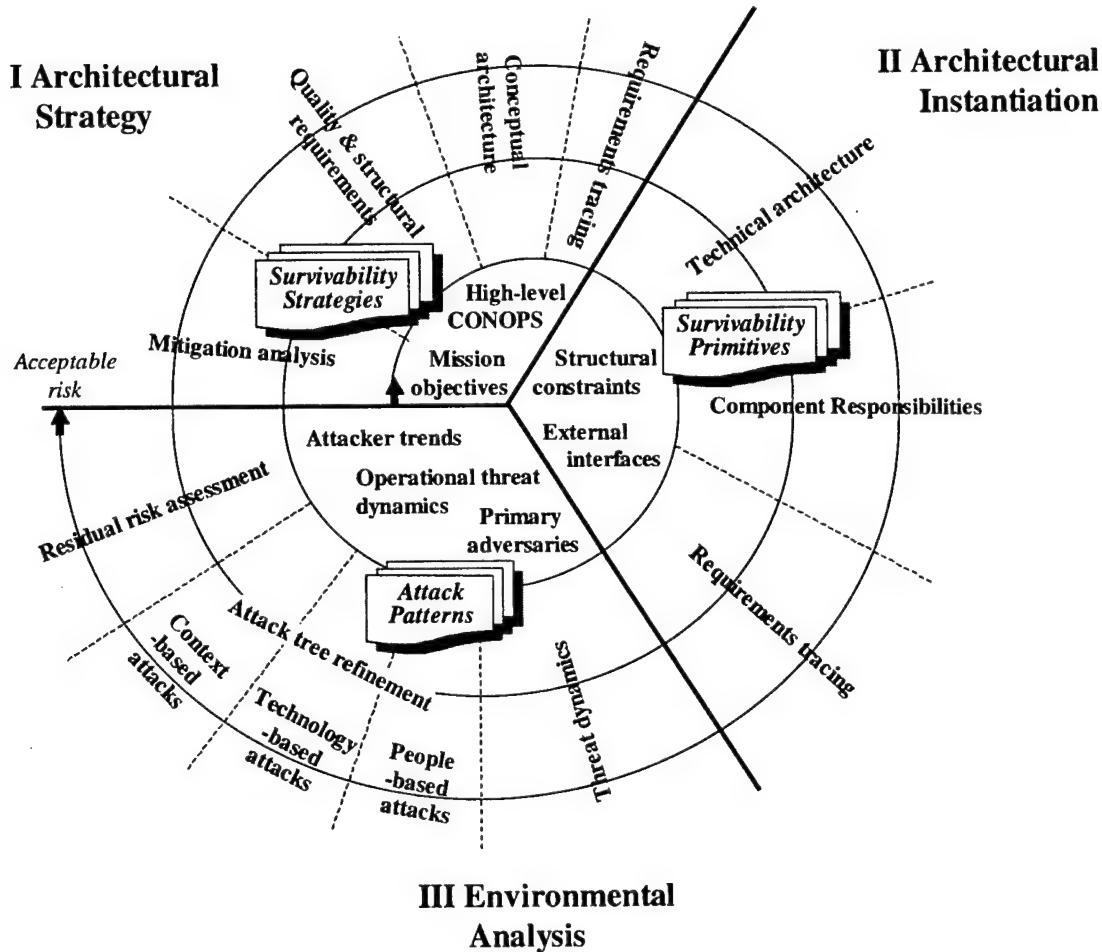 I Architectural
Strategy
II Architectural
Instantiation
Quality & structural
requirements
Conceptual
architecture
Requirements tracing
Technical architecture
Survivability
Strategies
High-level
CONOPS
Survivability
Primitives
Mitigation analysis
Acceptable
risk
Mission
objectives
Structural
constraints
Component Responsibilities
Attacker trends
External
interfaces
Operational threat
dynamics
Residual risk assessment
Primary
adversaries
Attack
Patterns
Requirements tracing
Attack tree refinement
Context
-based
attacks
Technology
-based
attacks
People
-based
attacks
Threat dynamics
III Environmental
Analysis